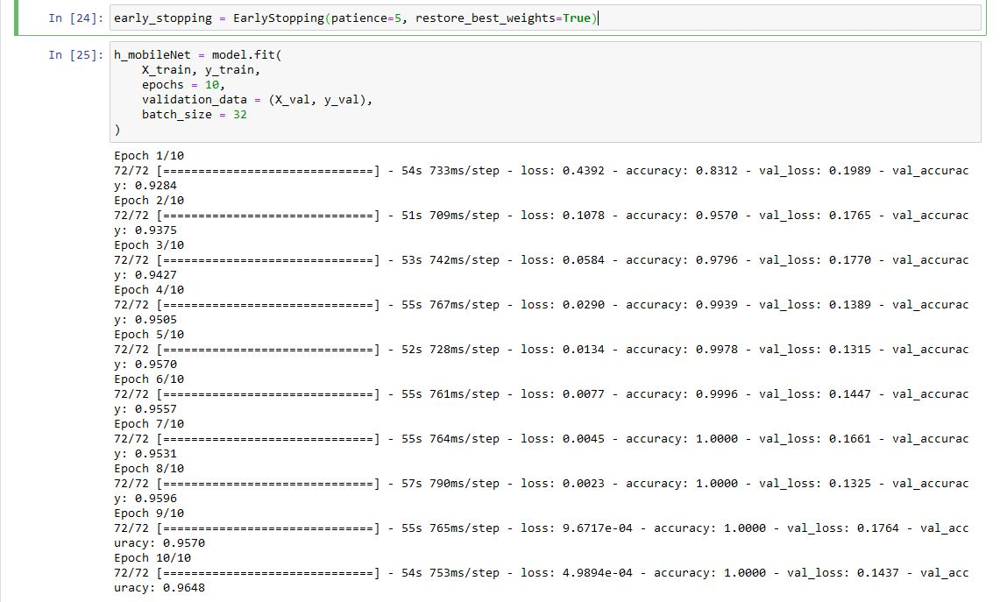 In [24]: early_stopping = EarlyStopping(patience=5, restore_best_weights=True)
In [25]: h_mobileNet = model.fit(
    X_train, y_train,
    epochs = 10,
    validation_data = (X_val, y_val),
    batch_size = 32
)
Epoch 1/10
72/72 [==============================] - 54s 733ms/step - loss: 0.4392 - accuracy: 0.8312 - val_loss: 0.1989 - val_accurac
y: 0.9284
Epoch 2/10
72/72 [==============================] - 51s 709ms/step - loss: 0.1078 - accuracy: 0.9570 - val_loss: 0.1765 - val_accurac
y: 0.9375
Epoch 3/10
72/72 [==============================] - 53s 742ms/step - loss: 0.0584 - accuracy: 0.9796 - val_loss: 0.1770 - val_accurac
y: 0.9427
Epoch 4/10
72/72 [==============================] - 55s 767ms/step - loss: 0.0290 - accuracy: 0.9939 - val_loss: 0.1389 - val_accurac
y: 0.9505
Epoch 5/10
72/72 [==============================] - 52s 728ms/step - loss: 0.0134 - accuracy: 0.9978 - val_loss: 0.1315 - val_accurac
y: 0.9570
Epoch 6/10
72/72 [==============================] - 55s 761ms/step - loss: 0.0077 - accuracy: 0.9996 - val_loss: 0.1447 - val_accurac
y: 0.9557
Epoch 7/10
72/72 [==============================] - 55s 764ms/step - loss: 0.0045 - accuracy: 1.0000 - val_loss: 0.1661 - val_accurac
y: 0.9531
Epoch 8/10
72/72 [==============================] - 57s 790ms/step - loss: 0.0023 - accuracy: 1.0000 - val_loss: 0.1325 - val_accurac
y: 0.9596
Epoch 9/10
72/72 [==============================] - 55s 765ms/step - loss: 9.6717e-04 - accuracy: 1.0000 - val_loss: 0.1764 - val_acc
uracy: 0.9570
Epoch 10/10
72/72 [==============================] - 54s 753ms/step - loss: 4.9894e-04 - accuracy: 1.0000 - val_loss: 0.1437 - val_acc
uracy: 0.9648